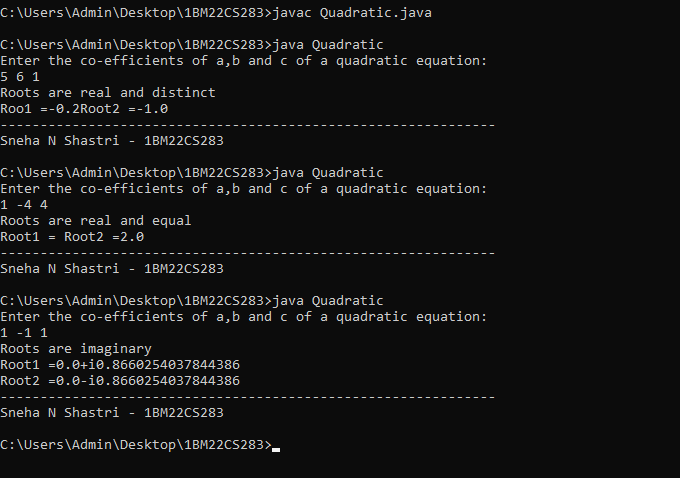 C:\Users\Admin\Desktop\1BM22CS283>javac Quadratic.java
C:\Users\Admin\Desktop\1BM22CS283>java Quadratic
Enter the co-efficients of a,b and c of a quadratic equation:
5 6 1
Roots are real and distinct
Roo1 =-0.2Root2 =-1.0
--------------------------------------------------------------
Sneha N Shastri - 1BM22CS283
C:\Users\Admin\Desktop\1BM22CS283>java Quadratic
Enter the co-efficients of a,b and c of a quadratic equation:
1 -4 4
Roots are real and equal
Root1 = Root2 =2.0
--------------------------------------------------------------
Sneha N Shastri - 1BM22CS283
C:\Users\Admin\Desktop\1BM22CS283>java Quadratic
Enter the co-efficients of a,b and c of a quadratic equation:
1 -1 1
Roots are imaginary
Root1 =0.0+i0.8660254037844386
Root2 =0.0-i0.8660254037844386
--------------------------------------------------------------
Sneha N Shastri - 1BM22CS283
C:\Users\Admin\Desktop\1BM22CS283>